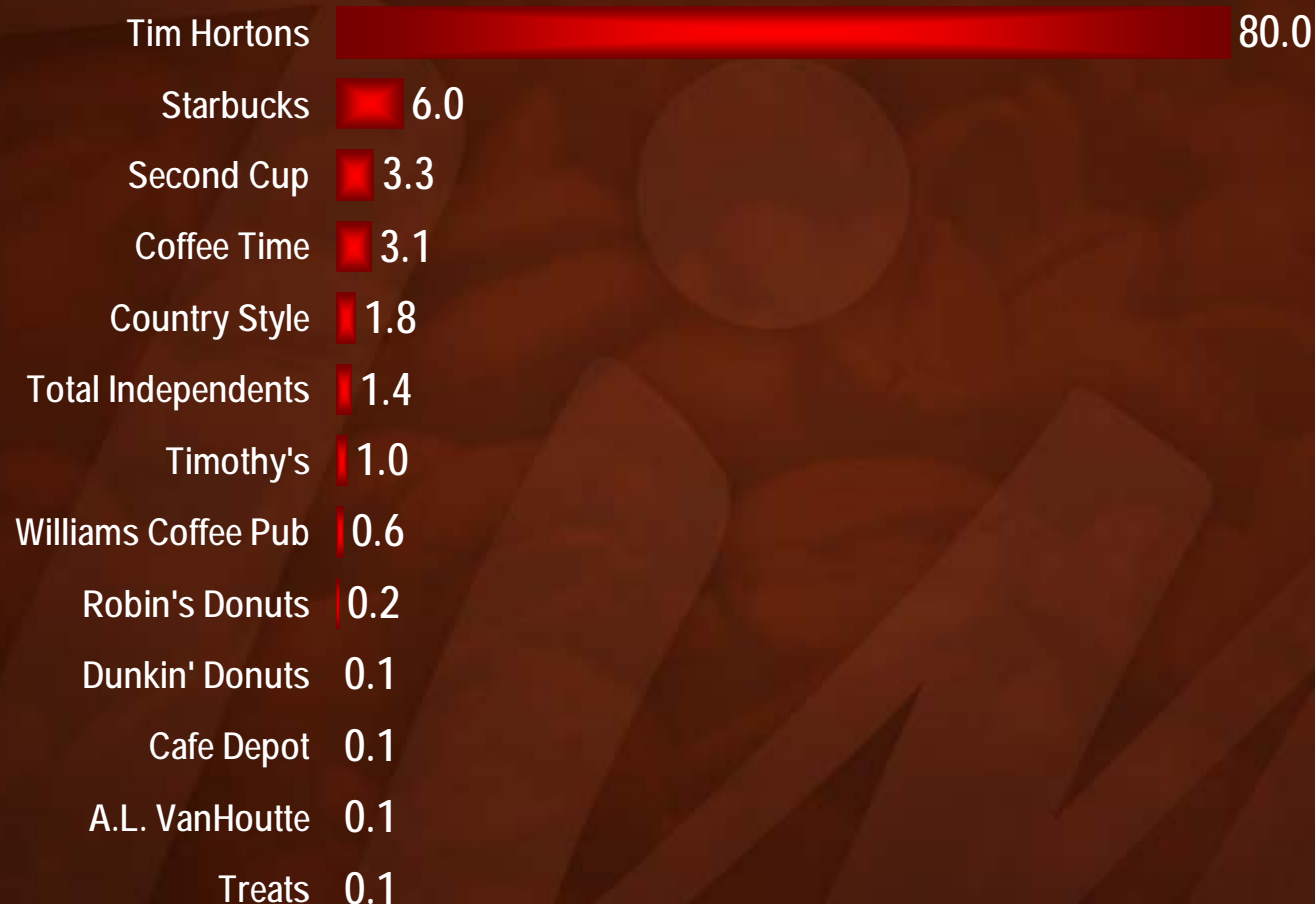 Tim Hortons 80.0
Starbucks 6.0
Second Cup 3.3
Coffee Time 3.1
Country Style 1.8
Total Independents 1.4
Timothy's 1.0
Williams Coffee Pub 0.6
Robin's Donuts 0.2
Dunkin' Donuts 0.1
Cafe Depot 0.1
A.L. VanHoutte 0.1
Treats 0.1